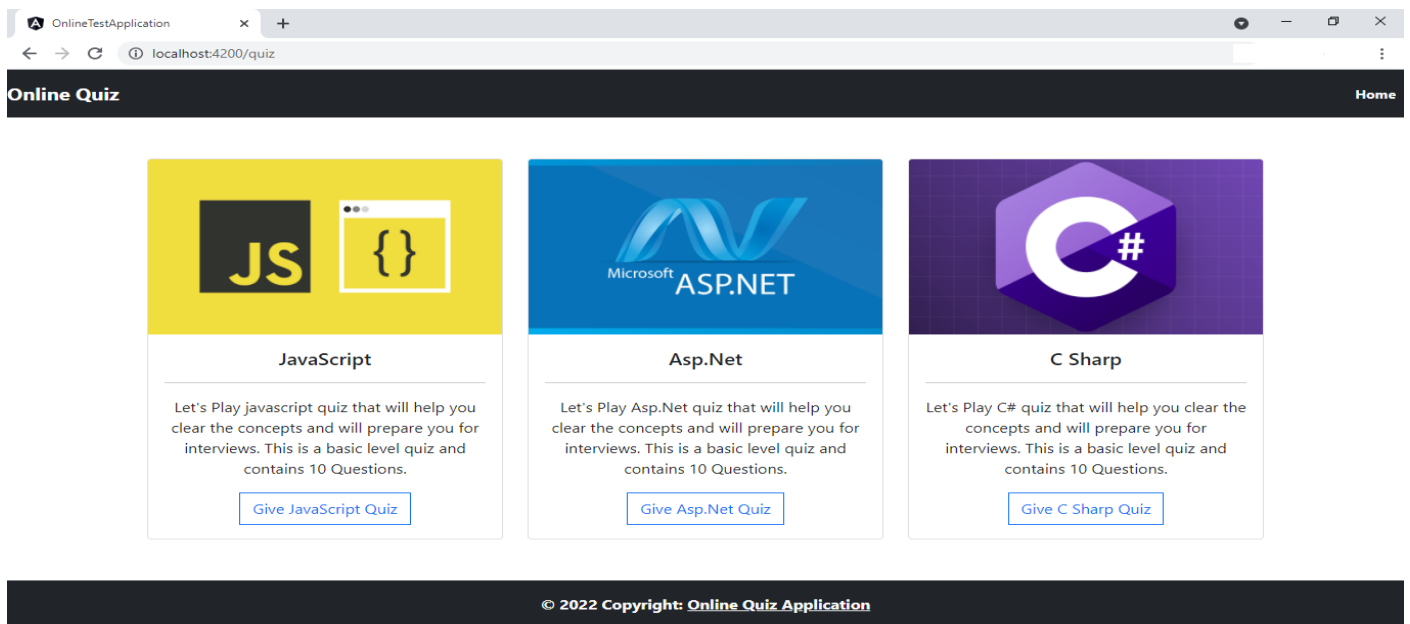 OnlineTestApplication
localhost:4200/quiz
Online Quiz
Home
JS
{}
Microsoft
ASP.NET
C#
JavaScript
Let's Play javascript quiz that will help you
clear the concepts and will prepare you for
interviews. This is a basic level quiz and
contains 10 Questions.
Give JavaScript Quiz
Asp.Net
Let's Play Asp.Net quiz that will help you
clear the concepts and will prepare you for
interviews. This is a basic level quiz and
contains 10 Questions.
Give Asp.Net Quiz
C Sharp
Let's Play C# quiz that will help you clear the
concepts and will prepare you for
interviews. This is a basic level quiz and
contains 10 Questions.
Give C Sharp Quiz
© 2022 Copyright: Online Quiz Application